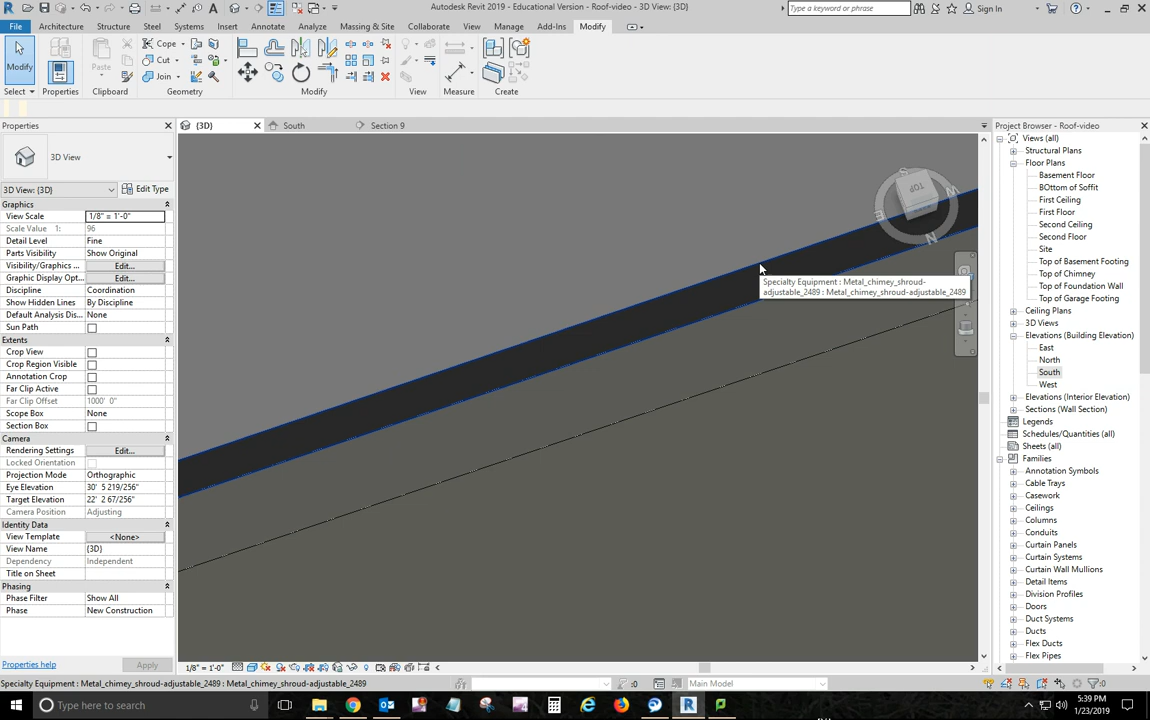 Autodesk Revit 2019 - Educational Version - Roof-video - 3D View: {3D}
Type a keyword or phrase
Sign In
File Architecture Structure Steel Systems Insert Annotate Analyze Massing & Site Collaborate View Manage Add-Ins Modify
Modify
Paste
Cope
Cut
Join
Select Properties Clipboard Geometry Modify View Measure Create
Properties
{3D} South Section 9
Project Browser - Roof-video
3D View
3D View: {3D} Edit Type
Graphics
View Scale 1/8" = 1'-0"
Scale Value 1: 96
Detail Level Fine
Parts Visibility Show Original
Visibility/Graphics ... Edit...
Graphic Display Opt... Edit...
Discipline Coordination
Show Hidden Lines By Discipline
Default Analysis Dis... None
Sun Path
Extents
Crop View
Crop Region Visible
Annotation Crop
Far Clip Active
Far Clip Offset 1000' 0"
Scope Box None
Section Box
Camera
Rendering Settings Edit...
Locked Orientation
Projection Mode Orthographic
Eye Elevation 30' 5 219/256"
Target Elevation 22' 2 67/256"
Camera Position Adjusting
Identity Data
View Template <None>
View Name {3D}
Dependency Independent
Title on Sheet
Phasing
Phase Filter Show All
Phase New Construction
Properties help Apply
TOP
S
W
E
N
Specialty Equipment : Metal_chimey_shroud-
adjustable_2489 : Metal_chimey_shroud-adjustable_2489
Views (all)
Structural Plans
Floor Plans
Basement Floor
BOttom of Soffit
First Ceiling
First Floor
Second Ceiling
Second Floor
Site
Top of Basement Footing
Top of Chimney
Top of Foundation Wall
Top of Garage Footing
Ceiling Plans
3D Views
Elevations (Building Elevation)
East
North
South
West
Elevations (Interior Elevation)
Sections (Wall Section)
Legends
Schedules/Quantities (all)
Sheets (all)
Families
Annotation Symbols
Cable Trays
Casework
Ceilings
Columns
Conduits
Curtain Panels
Curtain Systems
Curtain Wall Mullions
Detail Items
Division Profiles
Doors
Duct Systems
Ducts
Flex Ducts
Flex Pipes
1/8" = 1'-0"
Specialty Equipment : Metal_chimey_shroud-adjustable_2489 : Metal_chimey_shroud-adjustable_2489
:0 Main Model :0
Type here to search
5:39 PM
1/23/2019